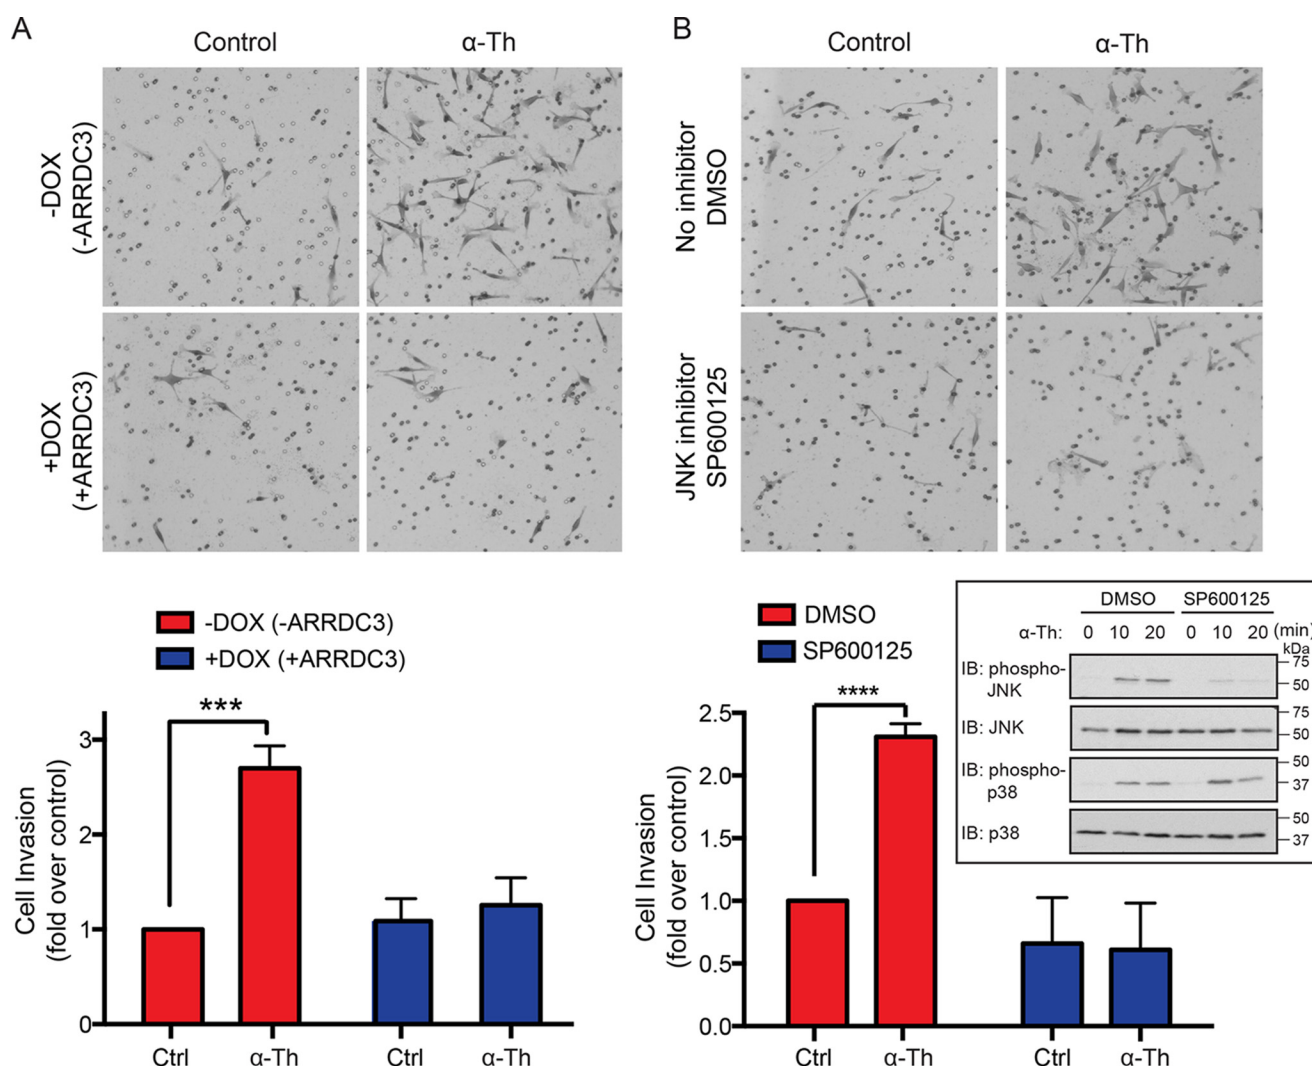 A
Control
α-Th
-DOX
(-ARRDC3)
+DOX
(+ARRDC3)
-DOX (-ARRDC3)
+DOX (+ARRDC3)
***
Cell Invasion
(fold over control)
3
2
1
0
Ctrl
α-Th
Ctrl
α-Th
B
Control
α-Th
No inhibitor
DMSO
JNK inhibitor
SP600125
DMSO
SP600125
****
Cell Invasion
(fold over control)
2.5
2.0
1.5
1.0
0.5
0.0
Ctrl
α-Th
Ctrl
α-Th
DMSO SP600125
α-Th: 0 10 20 0 10 20 (min)
kDa
IB: phospho-
JNK
75
50
IB: JNK
75
50
IB: phospho-
p38
50
37
IB: p38
50
37